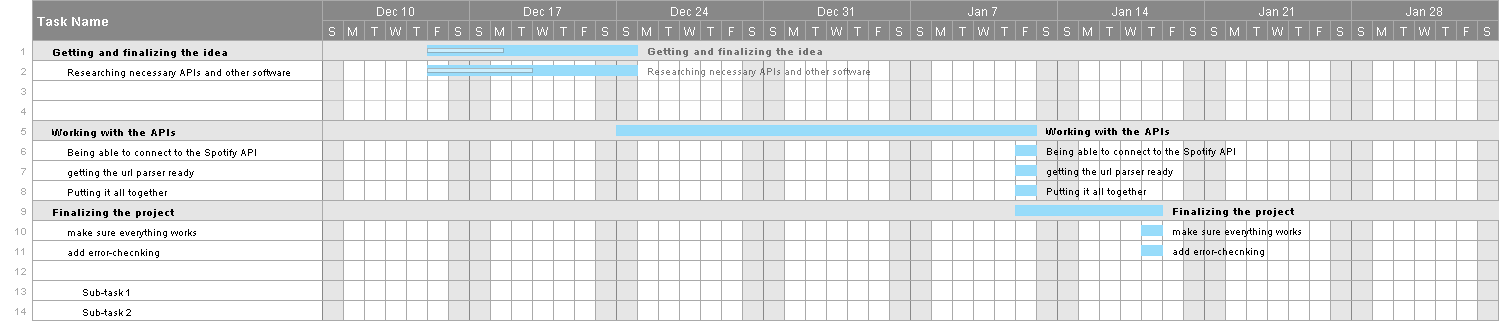 Task Name Dec 10 Dec 17 Dec 24 Dec 31 Jan 7 Jan 14 Jan 21 Jan 28
S M T W T F S S M T W T F S S M T W T F S S M T W T F S S M T W T F S S M T W T F S S M T W T F S S M T W T F S
1 Getting and finalizing the idea Getting and finalizing the idea
2 Researching necessary APIs and other software Researching necessary APIs and other software
3
4
5 Working with the APIs Working with the APIs
6 Being able to connect to the Spotify API Being able to connect to the Spotify API
7 getting the url parser ready getting the url parser ready
8 Putting it all together Putting it all together
9 Finalizing the project Finalizing the project
10 make sure everything works make sure everything works
11 add error-checnking add error-checnking
12
13 Sub-task 1
14 Sub-task 2